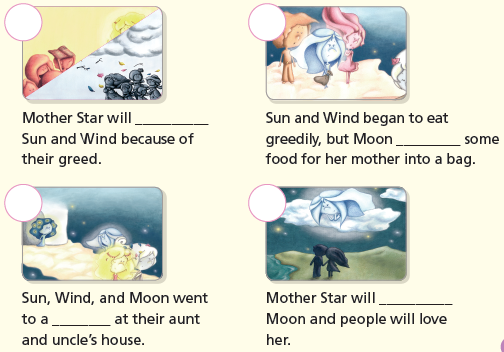 Mother Star will __________
Sun and Wind because of
their greed.
Sun and Wind began to eat
greedily, but Moon _________ some
food for her mother into a bag.
Sun, Wind, and Moon went
to a ________ at their aunt
and uncle's house.
Mother Star will __________
Moon and people will love
her.